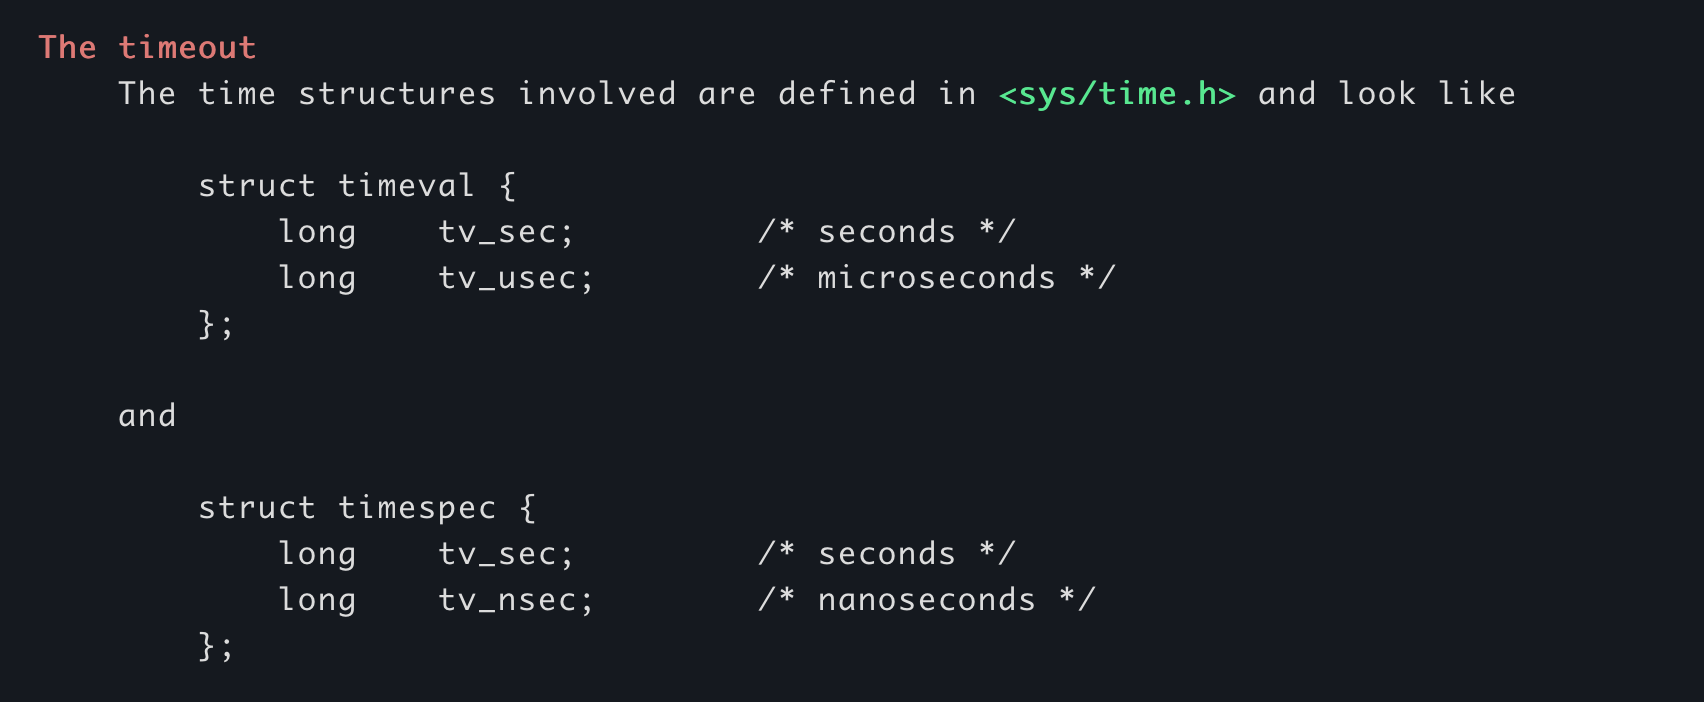 The timeout
The time structures involved are defined in <sys/time.h> and look like
struct timeval {
long    tv_sec;         /* seconds */
long    tv_usec;        /* microseconds */
};
and
struct timespec {
long    tv_sec;         /* seconds */
long    tv_nsec;        /* nanoseconds */
};